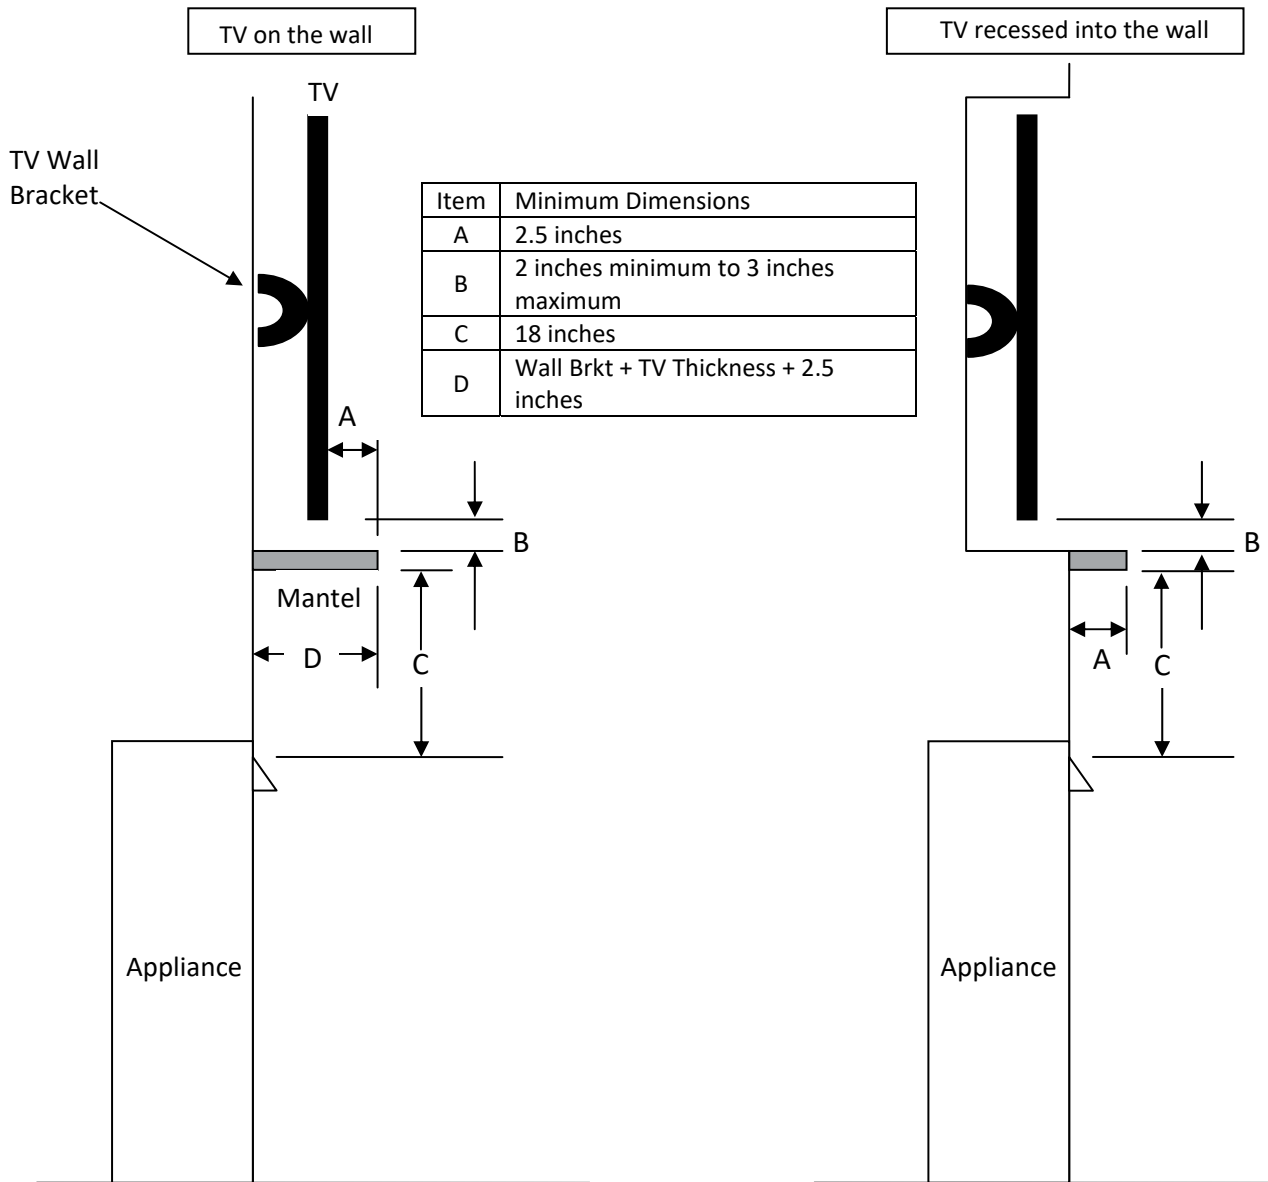 TV on the wall
TV recessed into the wall
TV
TV Wall
Bracket
Item Minimum Dimensions
A 2.5 inches
B 2 inches minimum to 3 inches
maximum
C 18 inches
D Wall Brkt + TV Thickness + 2.5
inches
A
B
Mantel
D
C
Appliance
B
A
C
Appliance